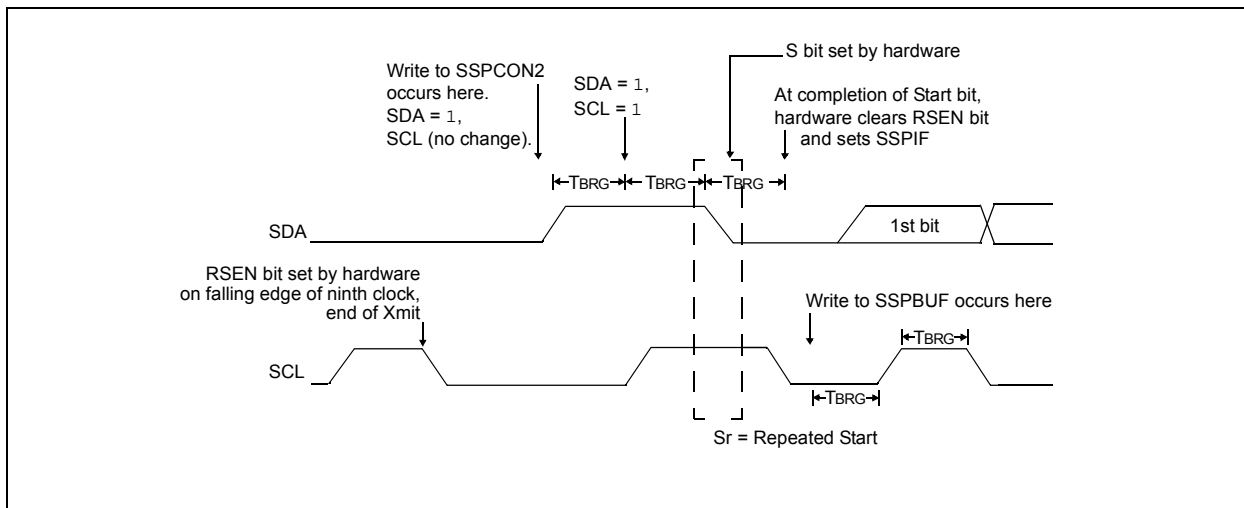 S bit set by hardware
Write to SSPCON2
occurs here.
SDA = 1,
SCL (no change).
SDA = 1,
SCL = 1
At completion of Start bit,
hardware clears RSEN bit
and sets SSPIF
TBRG
TBRG
TBRG
SDA
1st bit
RSEN bit set by hardware
on falling edge of ninth clock,
end of Xmit
Write to SSPBUF occurs here
TBRG
SCL
TBRG
Sr = Repeated Start